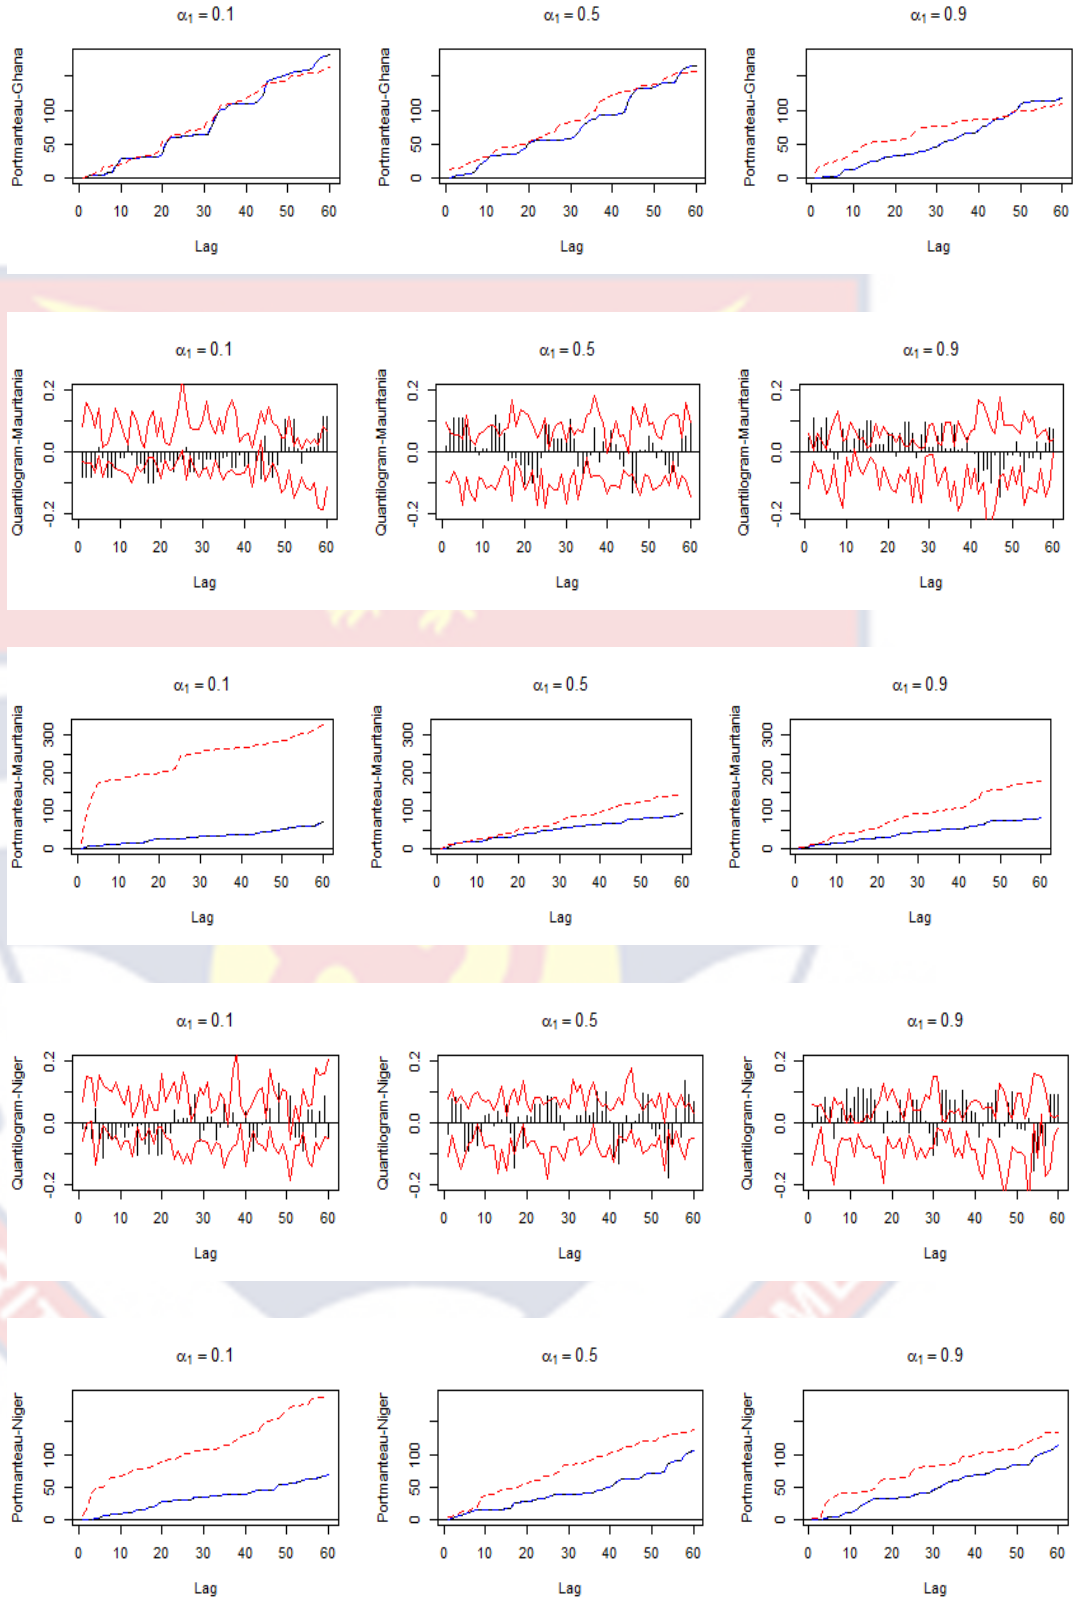 α1 = 0.1
α1 = 0.5
α1 = 0.9
Portmanteau-Ghana
0 50 100
0 10 20 30 40 50 60
Lag
Portmanteau-Ghana
0 50 100
0 10 20 30 40 50 60
Lag
Portmanteau-Ghana
0 50 100
0 10 20 30 40 50 60
Lag
α1 = 0.1
α1 = 0.5
α1 = 0.9
Quantilogram-Mauritania
-0.2 0.0 0.2
0 10 20 30 40 50 60
Lag
Quantilogram-Mauritania
-0.2 0.0 0.2
0 10 20 30 40 50 60
Lag
Quantilogram-Mauritania
-0.2 0.0 0.2
0 10 20 30 40 50 60
Lag
α1 = 0.1
α1 = 0.5
α1 = 0.9
Portmanteau-Mauritania
0 100 200 300
0 10 20 30 40 50 60
Lag
Portmanteau-Mauritania
0 100 200 300
0 10 20 30 40 50 60
Lag
Portmanteau-Mauritania
0 100 200 300
0 10 20 30 40 50 60
Lag
α1 = 0.1
α1 = 0.5
α1 = 0.9
Quantilogram-Niger
-0.2 0.0 0.2
0 10 20 30 40 50 60
Lag
Quantilogram-Niger
-0.2 0.0 0.2
0 10 20 30 40 50 60
Lag
Quantilogram-Niger
-0.2 0.0 0.2
0 10 20 30 40 50 60
Lag
α1 = 0.1
α1 = 0.5
α1 = 0.9
Portmanteau-Niger
0 50 100
0 10 20 30 40 50 60
Lag
Portmanteau-Niger
0 50 100
0 10 20 30 40 50 60
Lag
Portmanteau-Niger
0 50 100
0 10 20 30 40 50 60
Lag